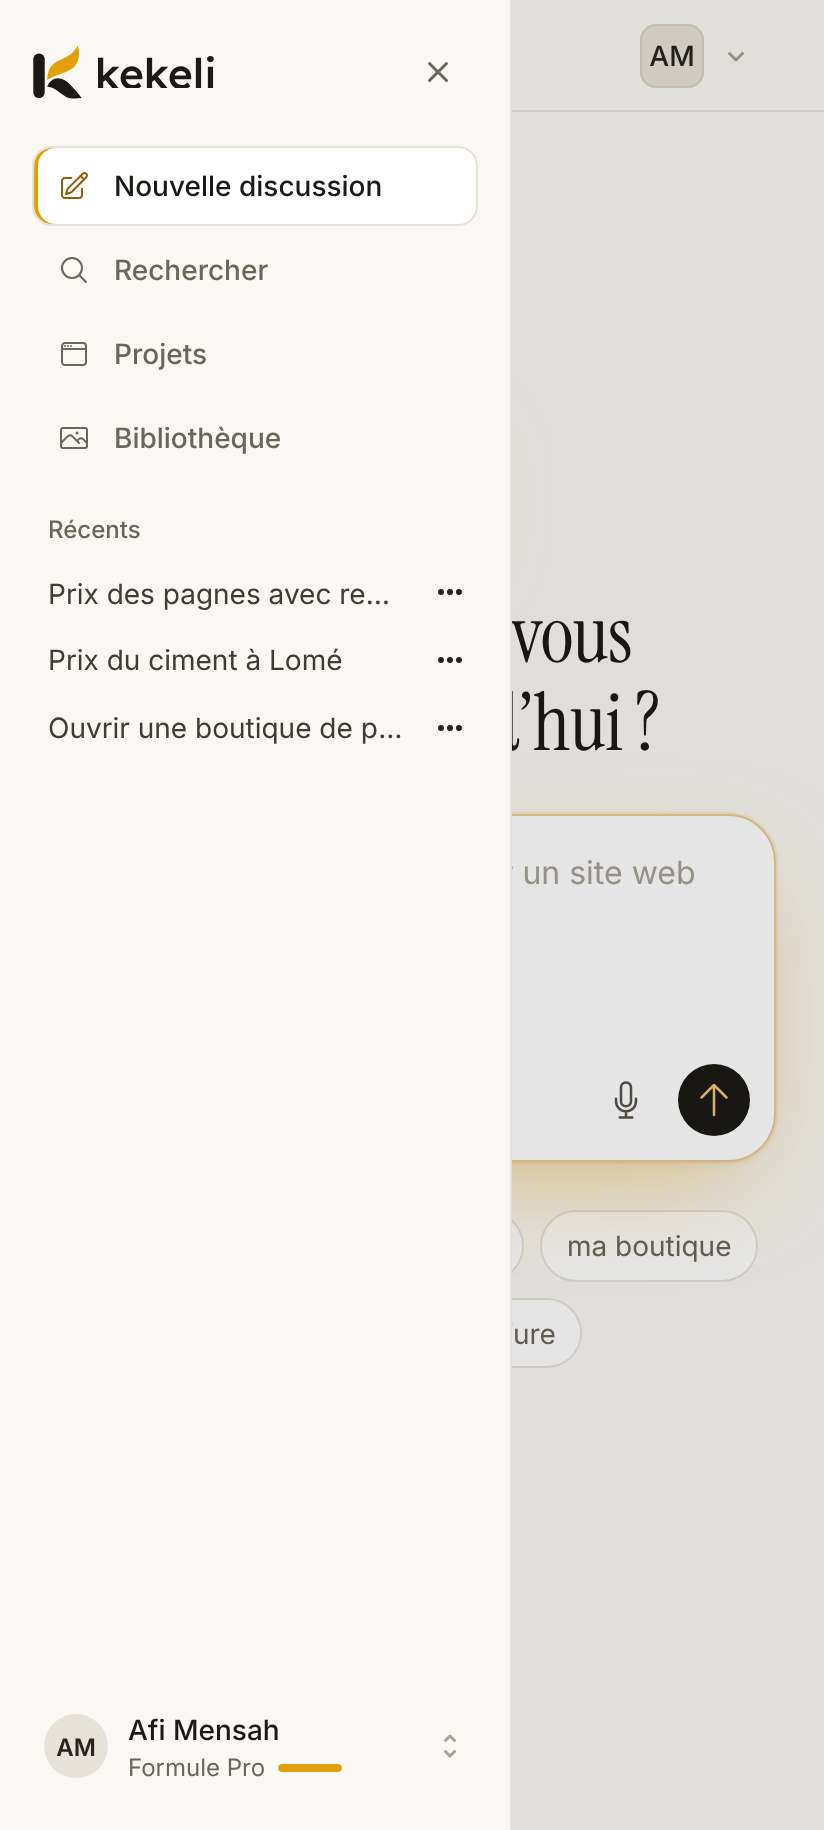 kekeli
AM
Nouvelle discussion
Rechercher
Projets
Bibliothèque
Récents
Prix des pagnes avec re...
Prix du ciment à Lomé
Ouvrir une boutique de p...
vous
l’hui ?
un site web
ma boutique
ure
AM
Afi Mensah
Formule Pro